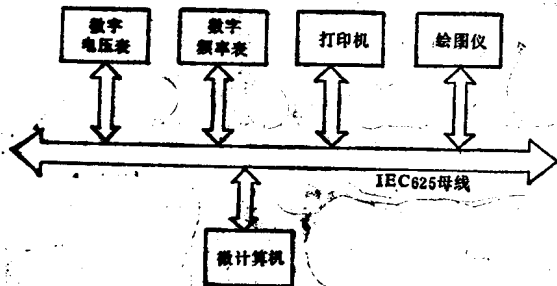 数字
电压表
数字
频率表
打印机
绘图仪
IEC625母线
微计算机